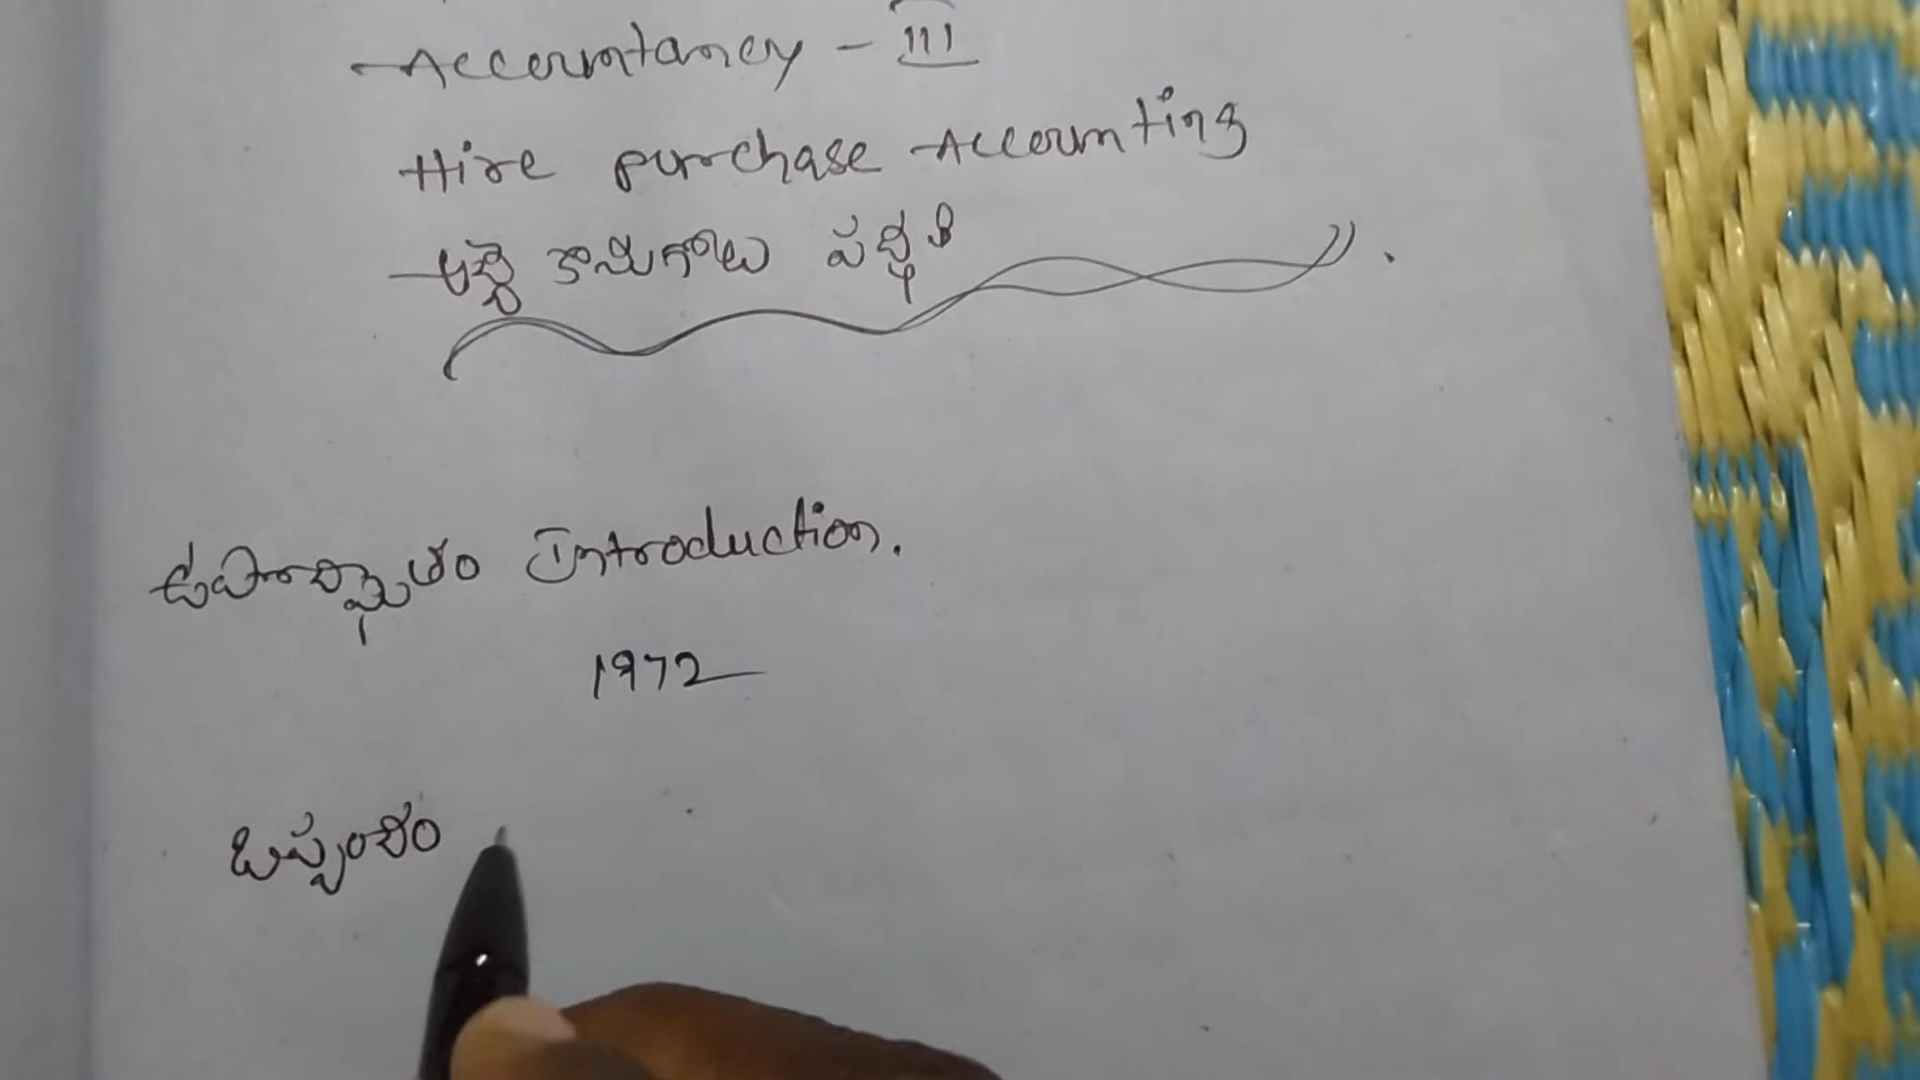 Accountancy - III
Hire purchase Accounting
అద్దె కొనుగోలు పద్ధతి
ఉపోద్ఘాతం Introduction.
1972
ఒప్పందం